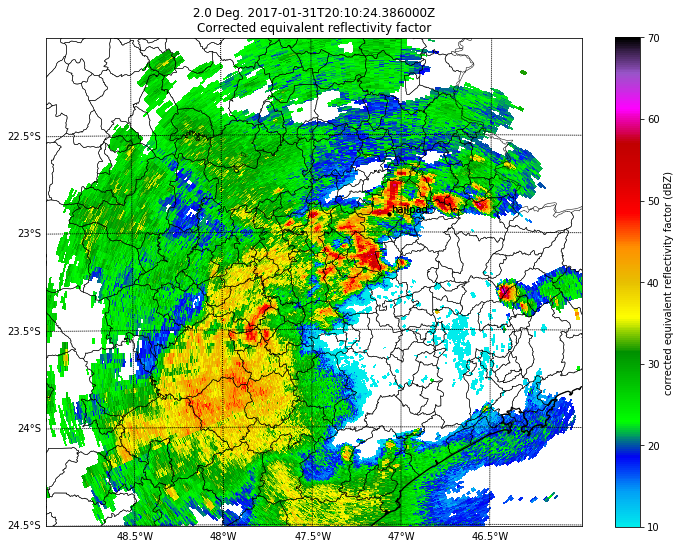 2.0 Deg. 2017-01-31T20:10:24.386000Z
Corrected equivalent reflectivity factor
22.5°S
23°S
23.5°S
24°S
24.5°S
hailpad
48.5°W
48°W
47.5°W
47°W
46.5°W
70
60
50
40
30
20
10
corrected equivalent reflectivity factor (dBZ)